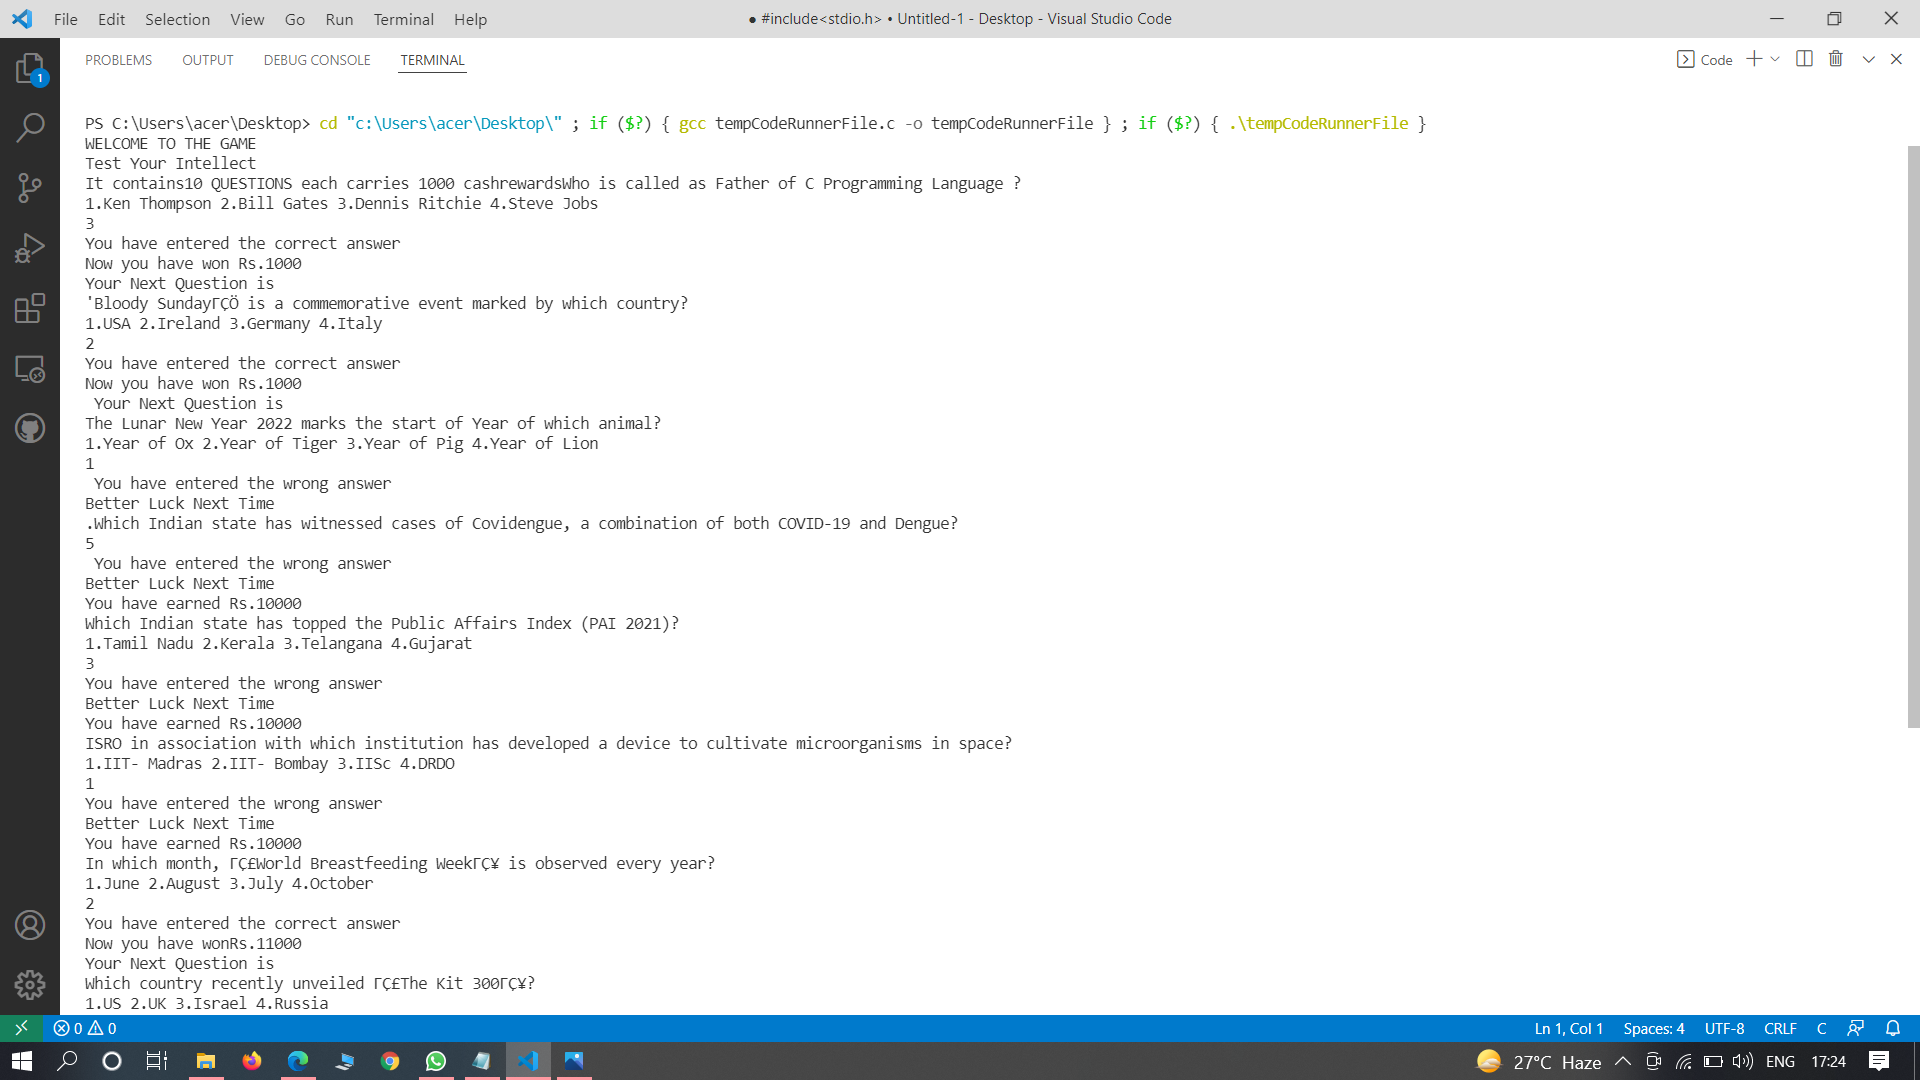 File Edit Selection View Go Run Terminal Help
● #include<stdio.h> • Untitled-1 - Desktop - Visual Studio Code
1
PROBLEMS OUTPUT DEBUG CONSOLE TERMINAL
Code
PS C:\Users\acer\Desktop> cd "c:\Users\acer\Desktop\" ; if ($?) { gcc tempCodeRunnerFile.c -o tempCodeRunnerFile } ; if ($?) { .\tempCodeRunnerFile }
WELCOME TO THE GAME
Test Your Intellect
It contains10 QUESTIONS each carries 1000 cashrewardsWho is called as Father of C Programming Language ?
1.Ken Thompson 2.Bill Gates 3.Dennis Ritchie 4.Steve Jobs
3
You have entered the correct answer
Now you have won Rs.1000
Your Next Question is
'Bloody SundayΓÇÖ is a commemorative event marked by which country?
1.USA 2.Ireland 3.Germany 4.Italy
2
You have entered the correct answer
Now you have won Rs.1000
 Your Next Question is
The Lunar New Year 2022 marks the start of Year of which animal?
1.Year of Ox 2.Year of Tiger 3.Year of Pig 4.Year of Lion
1
 You have entered the wrong answer
Better Luck Next Time
.Which Indian state has witnessed cases of Covidengue, a combination of both COVID-19 and Dengue?
5
 You have entered the wrong answer
Better Luck Next Time
You have earned Rs.10000
Which Indian state has topped the Public Affairs Index (PAI 2021)?
1.Tamil Nadu 2.Kerala 3.Telangana 4.Gujarat
3
You have entered the wrong answer
Better Luck Next Time
You have earned Rs.10000
ISRO in association with which institution has developed a device to cultivate microorganisms in space?
1.IIT- Madras 2.IIT- Bombay 3.IISc 4.DRDO
1
You have entered the wrong answer
Better Luck Next Time
You have earned Rs.10000
In which month, ΓÇ£World Breastfeeding WeekΓÇ¥ is observed every year?
1.June 2.August 3.July 4.October
2
You have entered the correct answer
Now you have wonRs.11000
Your Next Question is
Which country recently unveiled ΓÇ£The Kit 300ΓÇ¥?
1.US 2.UK 3.Israel 4.Russia
0 0
Ln 1, Col 1 Spaces: 4 UTF-8 CRLF C
27°C Haze ENG 17:24